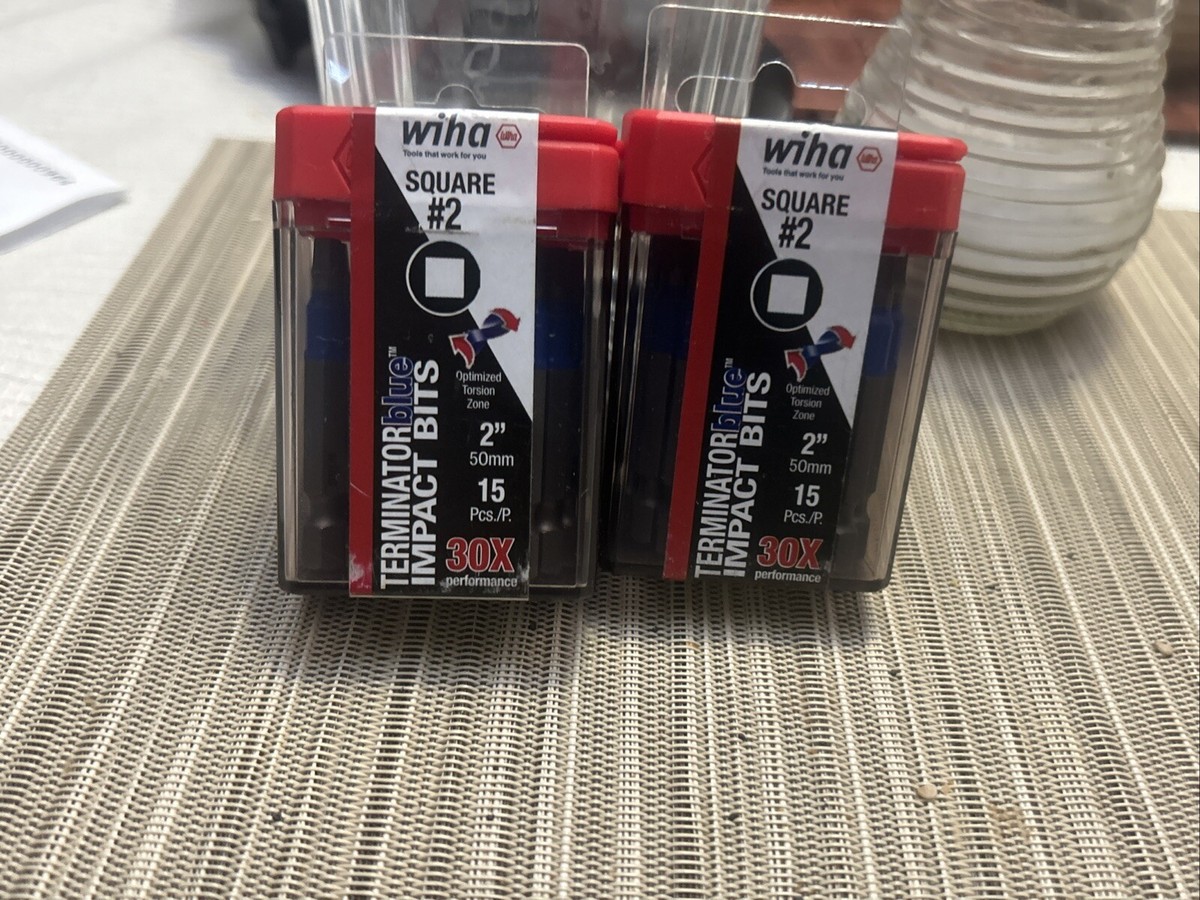 wiha wiha
Tools that work for you
SQUARE
#2
Optimized
Torsion
Zone
TERMINATORblue™
IMPACT BITS
2”
50mm
15
Pcs./P.
30X
performance
wiha wiha
Tools that work for you
SQUARE
#2
Optimized
Torsion
Zone
TERMINATORblue™
IMPACT BITS
2”
50mm
15
Pcs./P.
30X
performance